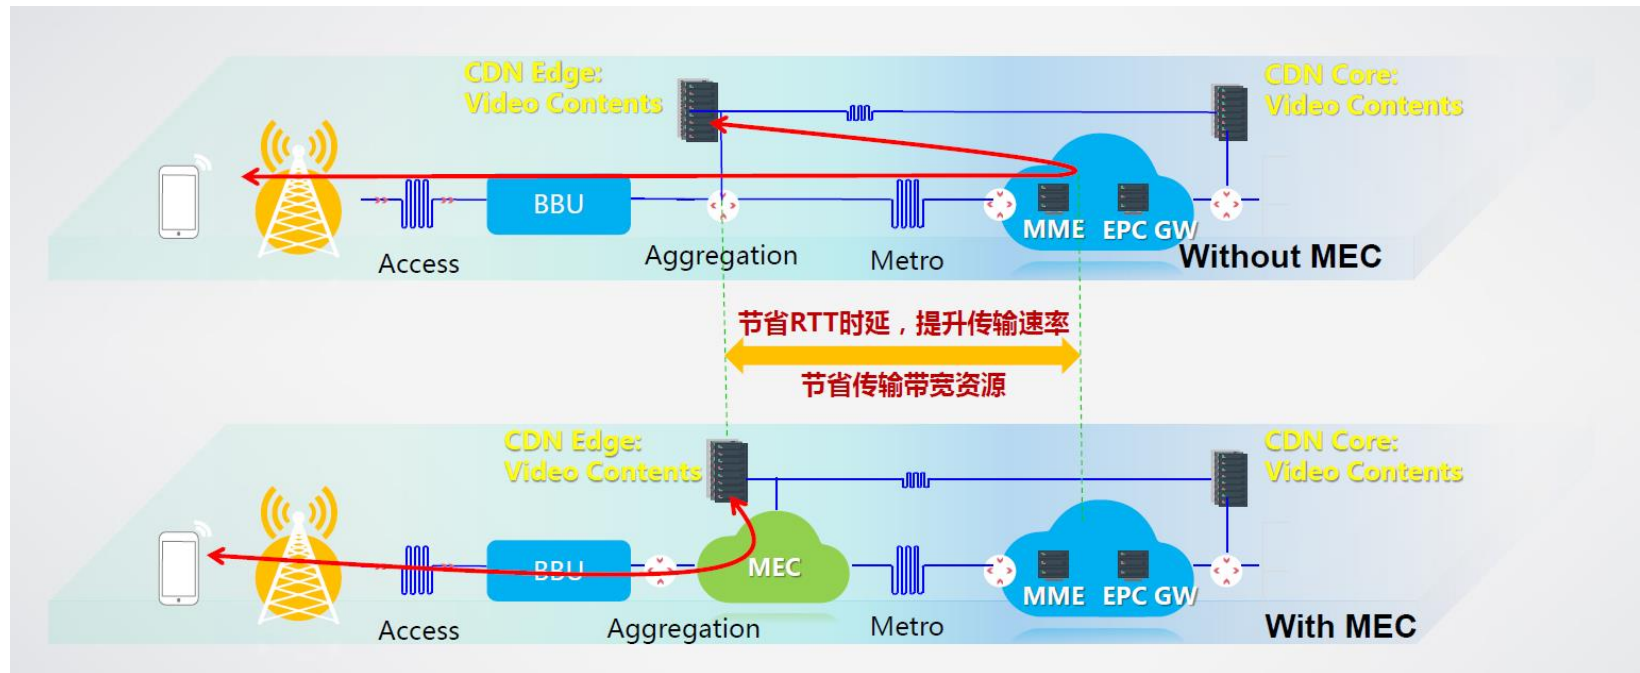 CDN Edge:
Video Contents
CDN Core:
Video Contents
BBU
MME
EPC GW
Access
Aggregation
Metro
Without MEC
节省RTT时延，提升传输速率
节省传输带宽资源
CDN Edge:
Video Contents
CDN Core:
Video Contents
BBU
MEC
MME
EPC GW
Access
Aggregation
Metro
With MEC